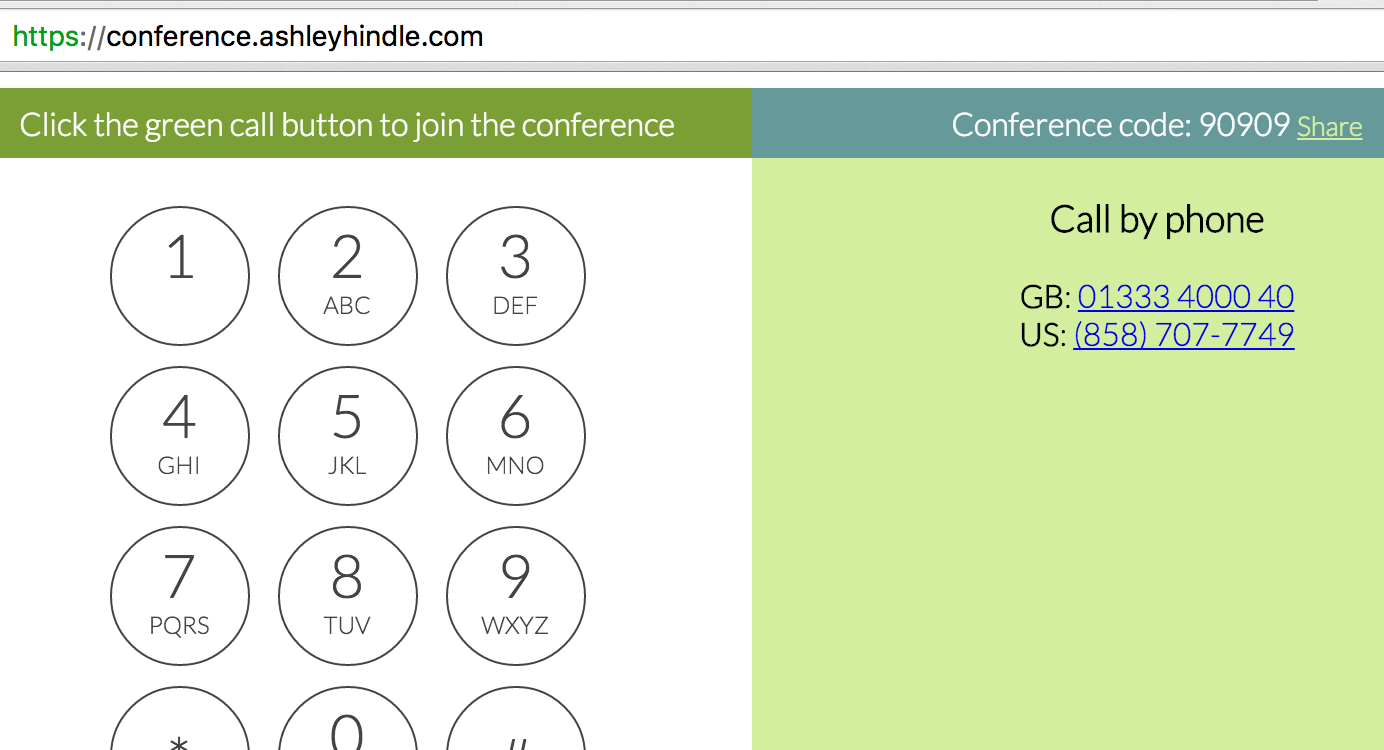 https://conference.ashleyhindle.com
Click the green call button to join the conference
Conference code: 90909 Share
Call by phone
GB: 01333 4000 40
US: (858) 707-7749
1
2
ABC
3
DEF
4
GHI
5
JKL
6
MNO
7
PQRS
8
TUV
9
WXYZ
*
0
#